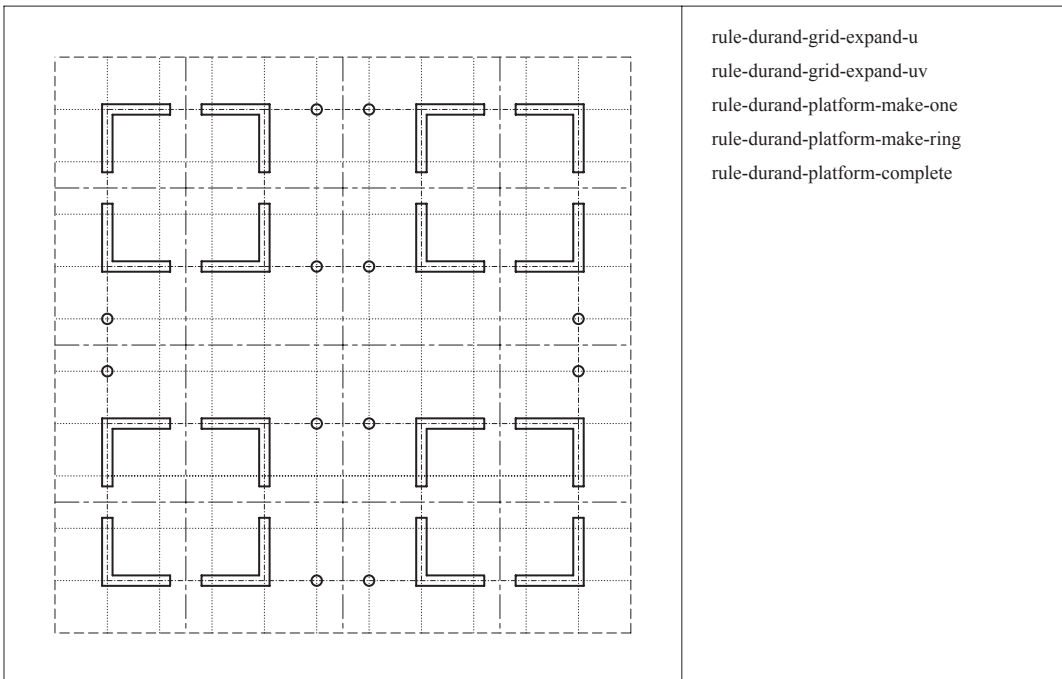 rule-durand-grid-expand-u
rule-durand-grid-expand-uv
rule-durand-platform-make-one
rule-durand-platform-make-ring
rule-durand-platform-complete